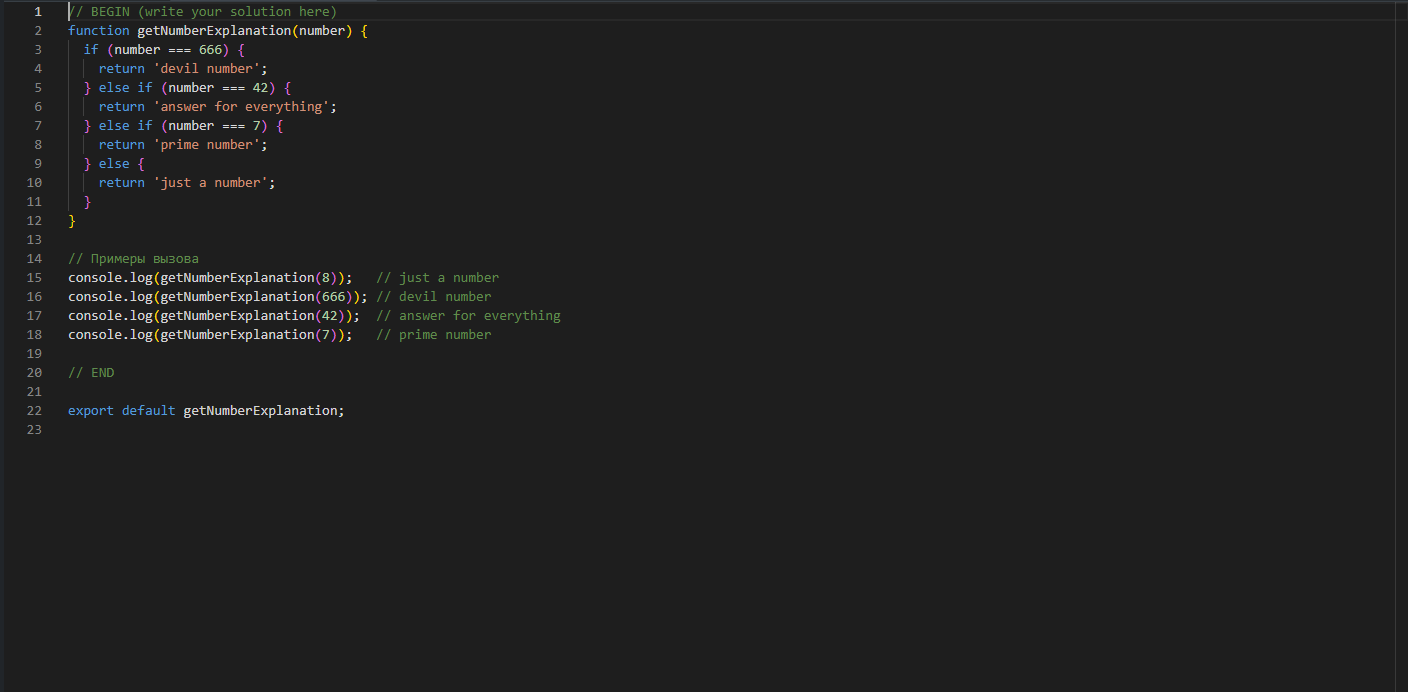 1 // BEGIN (write your solution here)
2 function getNumberExplanation(number) {
3   if (number === 666) {
4     return 'devil number';
5   } else if (number === 42) {
6     return 'answer for everything';
7   } else if (number === 7) {
8     return 'prime number';
9   } else {
10     return 'just a number';
11   }
12 }
13
14 // Примеры вызова
15 console.log(getNumberExplanation(8));   // just a number
16 console.log(getNumberExplanation(666)); // devil number
17 console.log(getNumberExplanation(42));  // answer for everything
18 console.log(getNumberExplanation(7));   // prime number
19
20 // END
21
22 export default getNumberExplanation;
23